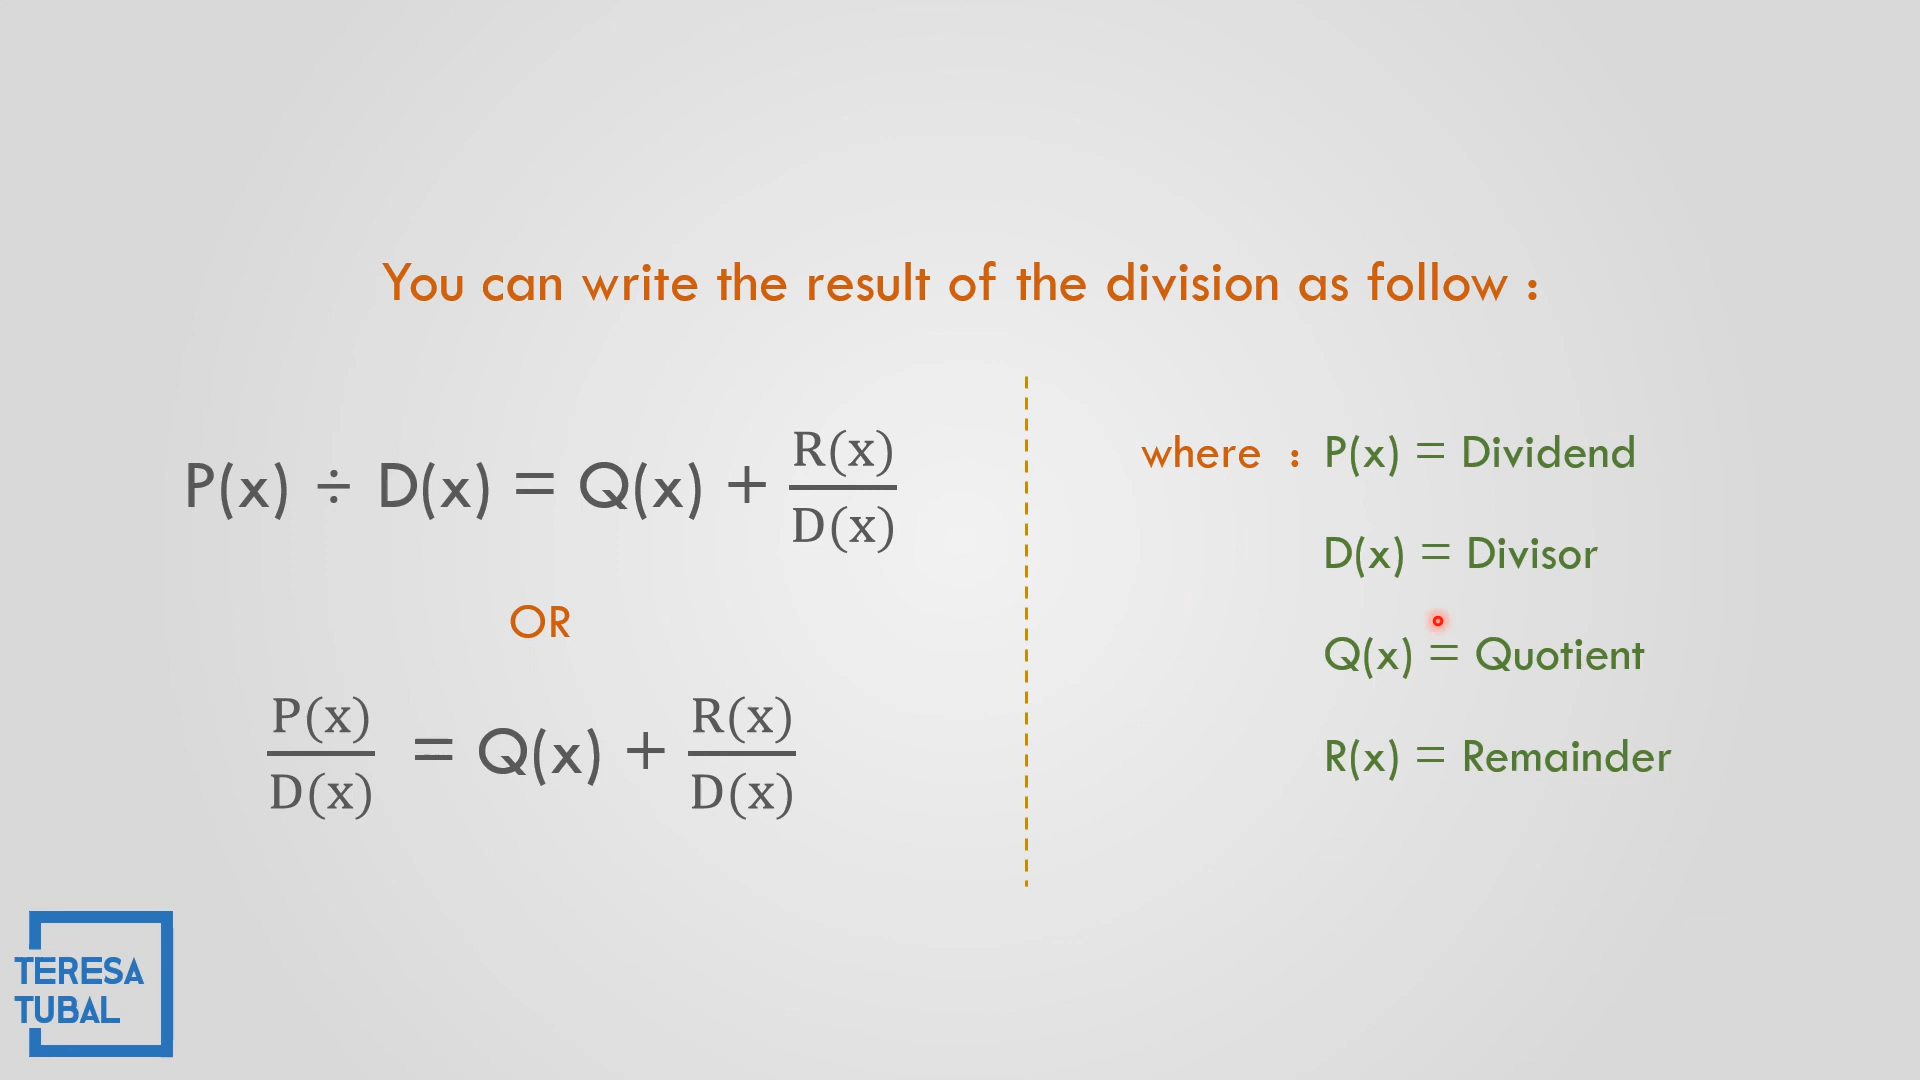 You can write the result of the division as follow :
P(x) ÷ D(x) = Q(x) + R(x)/D(x)
OR
P(x)/D(x) = Q(x) + R(x)/D(x)
where : P(x) = Dividend
D(x) = Divisor
Q(x) = Quotient
R(x) = Remainder
TERESA
TUBAL